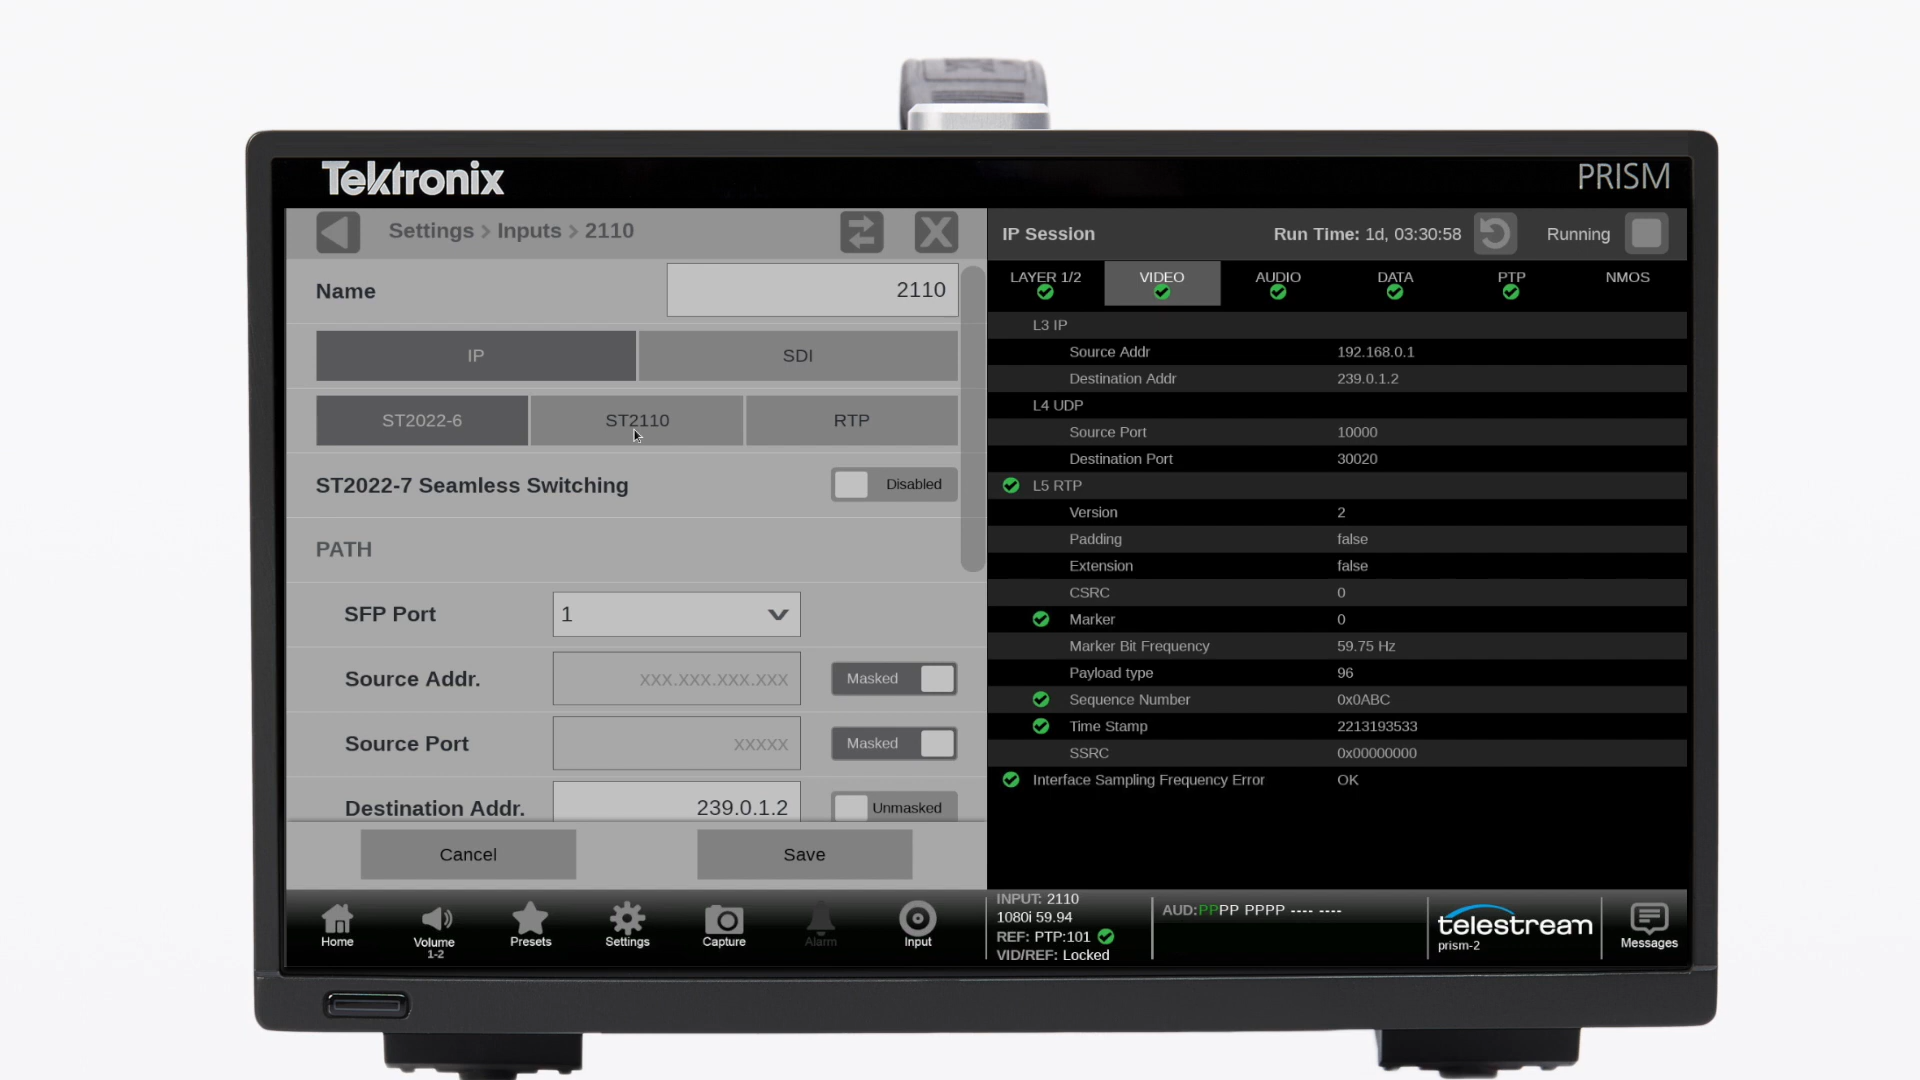 Tektronix
PRISM
Settings > Inputs > 2110
Name
2110
IP
SDI
ST2022-6
ST2110
RTP
ST2022-7 Seamless Switching
Disabled
PATH
SFP Port
1
Source Addr.
xxx.xxx.xxx.xxx
Masked
Source Port
xxxxx
Masked
Destination Addr.
239.0.1.2
Unmasked
Cancel
Save
IP Session
Run Time: 1d, 03:30:58
Running
LAYER 1/2
VIDEO
AUDIO
DATA
PTP
NMOS
L3 IP
Source Addr 192.168.0.1
Destination Addr 239.0.1.2
L4 UDP
Source Port 10000
Destination Port 30020
L5 RTP
Version 2
Padding false
Extension false
CSRC 0
Marker 0
Marker Bit Frequency 59.75 Hz
Payload type 96
Sequence Number 0x0ABC
Time Stamp 2213193533
SSRC 0x00000000
Interface Sampling Frequency Error OK
Home
Volume
1-2
Presets
Settings
Capture
Alarm
Input
INPUT: 2110
1080i 59.94
REF: PTP:101
VID/REF: Locked
AUD:PPPP PPPP ---- ----
telestream
prism-2
Messages